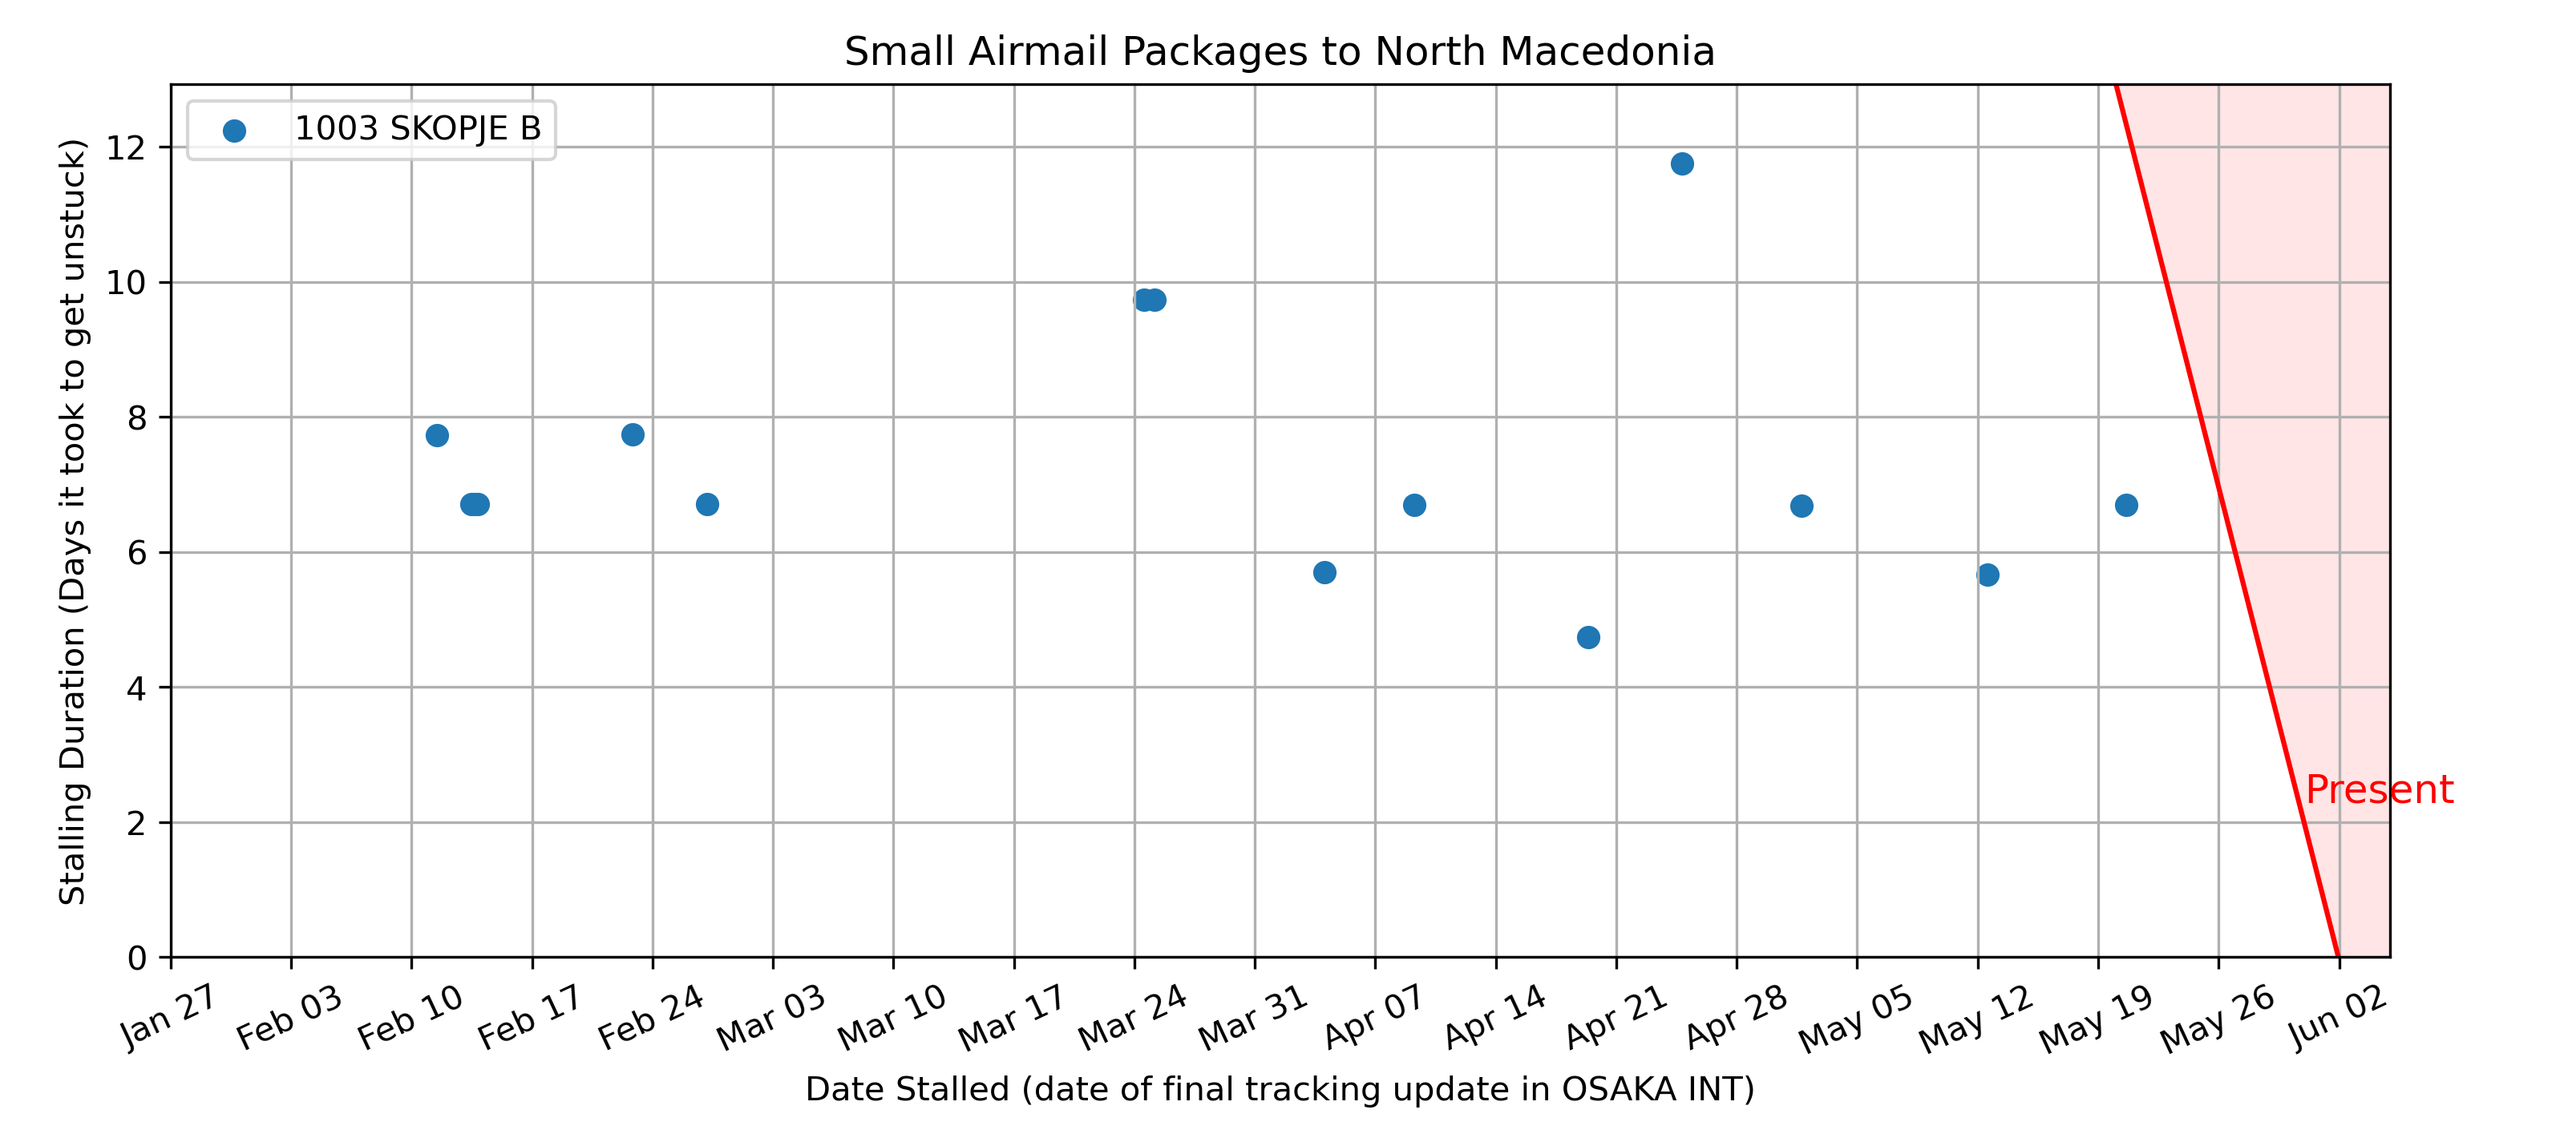 Small Airmail Packages to North Macedonia
1003 SKOPJE B
Stalling Duration (Days it took to get unstuck)
12
10
8
6
4
2
0
Present
Jan 27 Feb 03 Feb 10 Feb 17 Feb 24 Mar 03 Mar 10 Mar 17 Mar 24 Mar 31 Apr 07 Apr 14 Apr 21 Apr 28 May 05 May 12 May 19 May 26 Jun 02
Date Stalled (date of final tracking update in OSAKA INT)